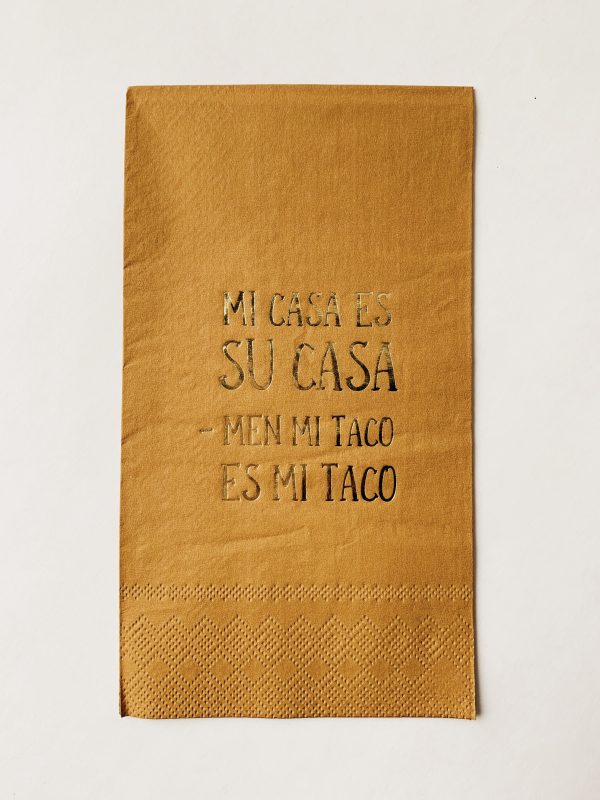 MI CASA ES
SU CASA
- MEN MI TACO
ES MI TACO